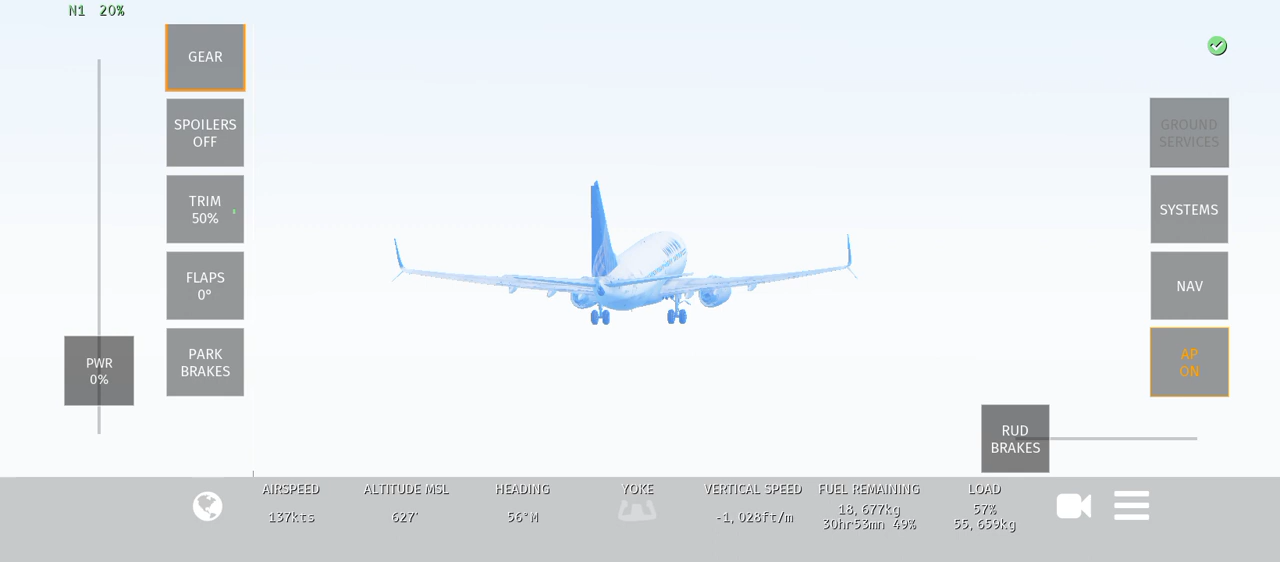 N1 20%
GEAR
SPOILERS
OFF
TRIM
50%
FLAPS
0°
PARK
BRAKES
PWR
0%
GROUND
SERVICES
SYSTEMS
NAV
AP
ON
RUD
BRAKES
AIRSPEED
137kts
ALTITUDE MSL
627'
HEADING
56°M
YOKE
VERTICAL SPEED
-1,028ft/m
FUEL REMAINING
18,677kg
30hr53mn 49%
LOAD
57%
55,659kg